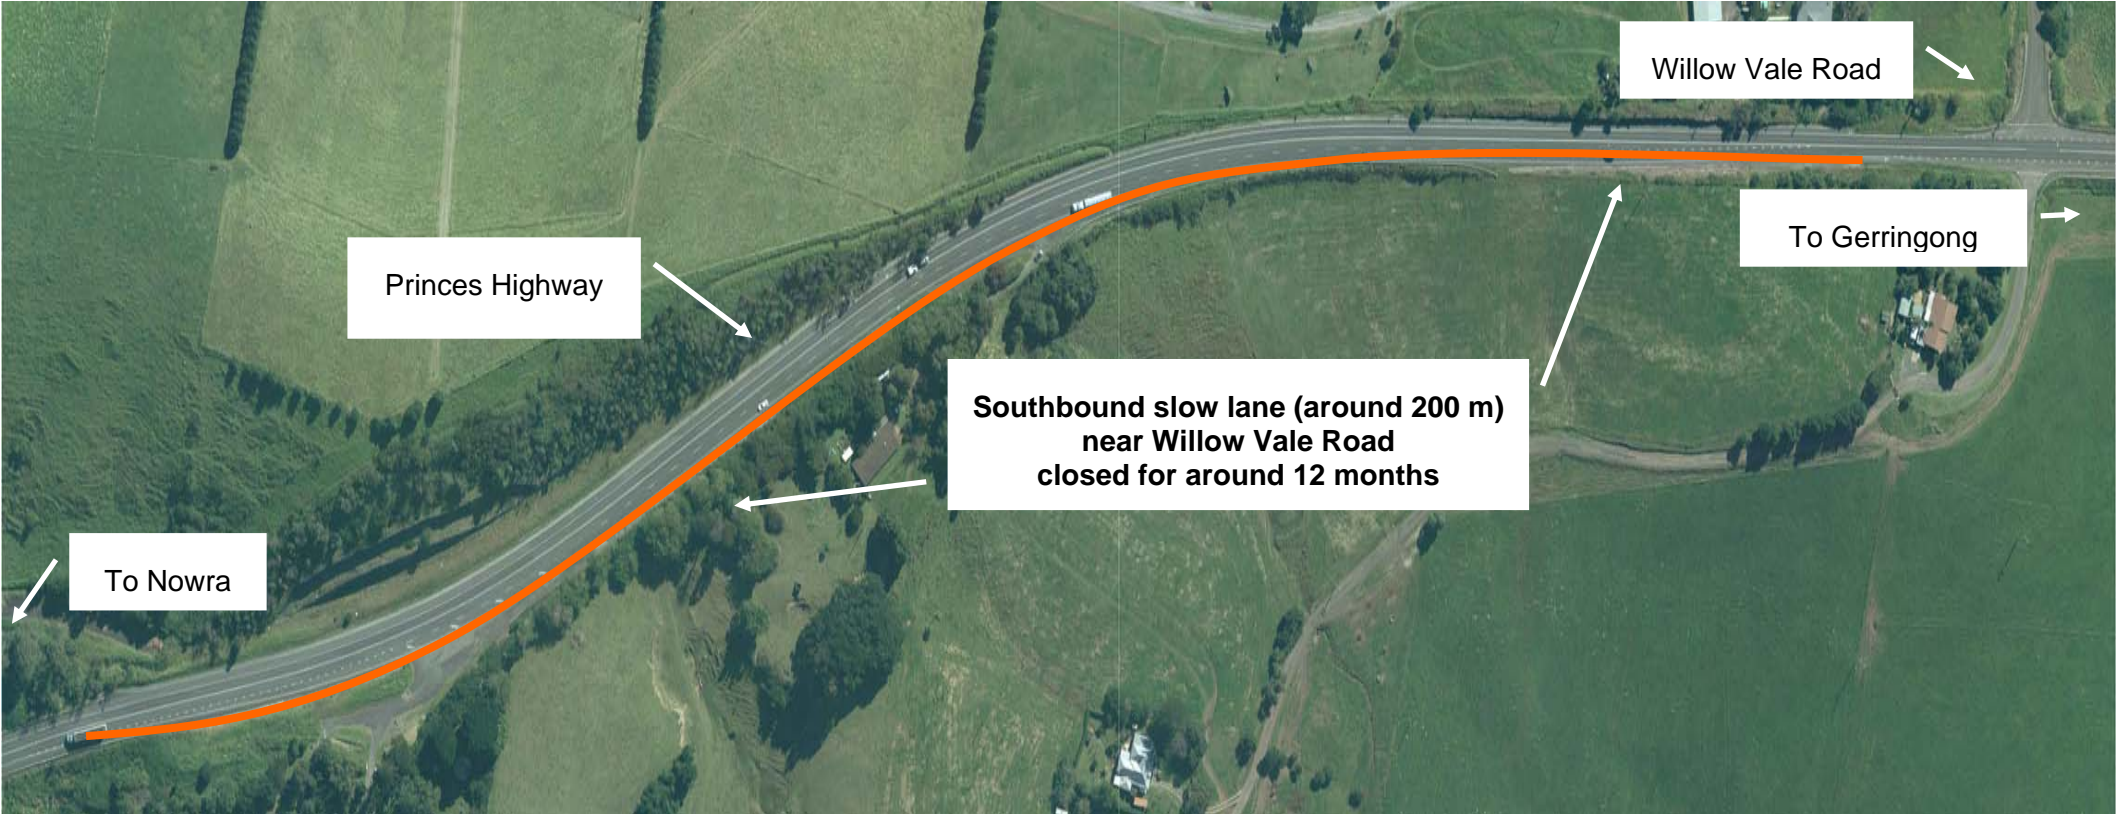 Willow Vale Road
To Gerringong
Princes Highway
Southbound slow lane (around 200 m)
near Willow Vale Road
closed for around 12 months
To Nowra